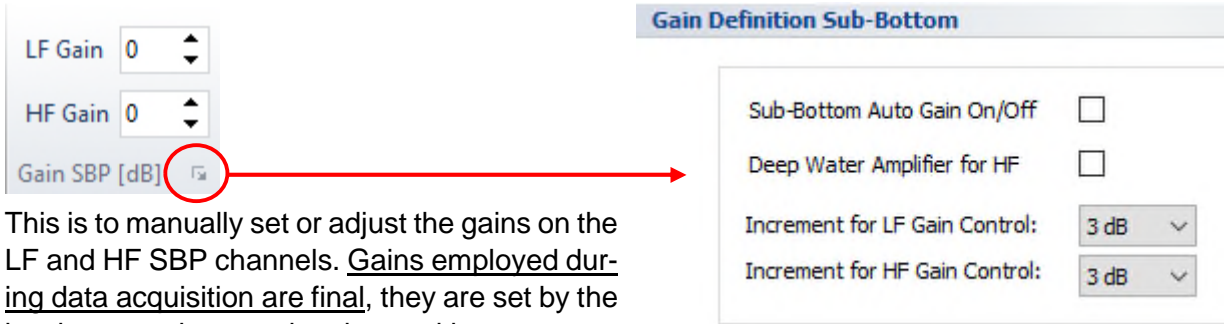 LF Gain 0
HF Gain 0
Gain SBP [dB]
This is to manually set or adjust the gains on the
LF and HF SBP channels. Gains employed dur-
ing data acquisition are final, they are set by the
Gain Definition Sub-Bottom
Sub-Bottom Auto Gain On/Off
Deep Water Amplifier for HF
Increment for LF Gain Control: 3 dB
Increment for HF Gain Control: 3 dB